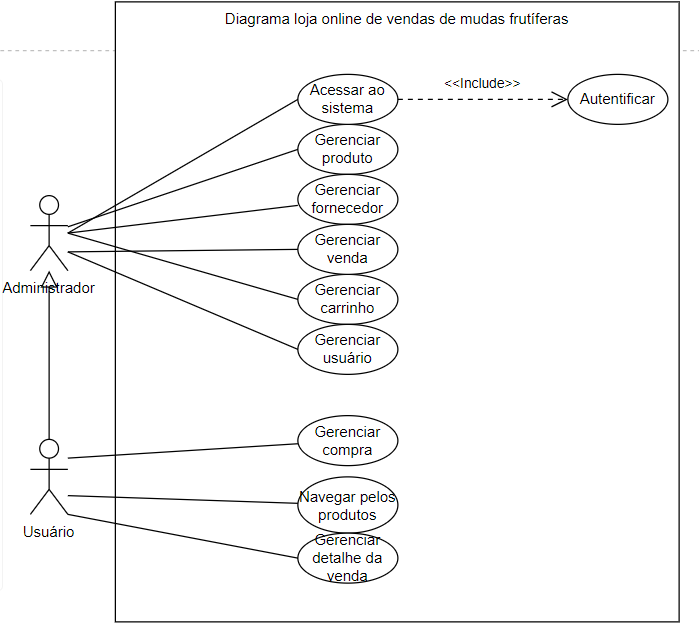 Diagrama loja online de vendas de mudas frutíferas
Acessar ao
sistema
<<Include>>
Autentificar
Gerenciar
produto
Gerenciar
fornecedor
Gerenciar
venda
Administrador
Gerenciar
carrinho
Gerenciar
usuário
Gerenciar
compra
Navegar pelos
produtos
Usuário
Gerenciar
detalhe da
venda